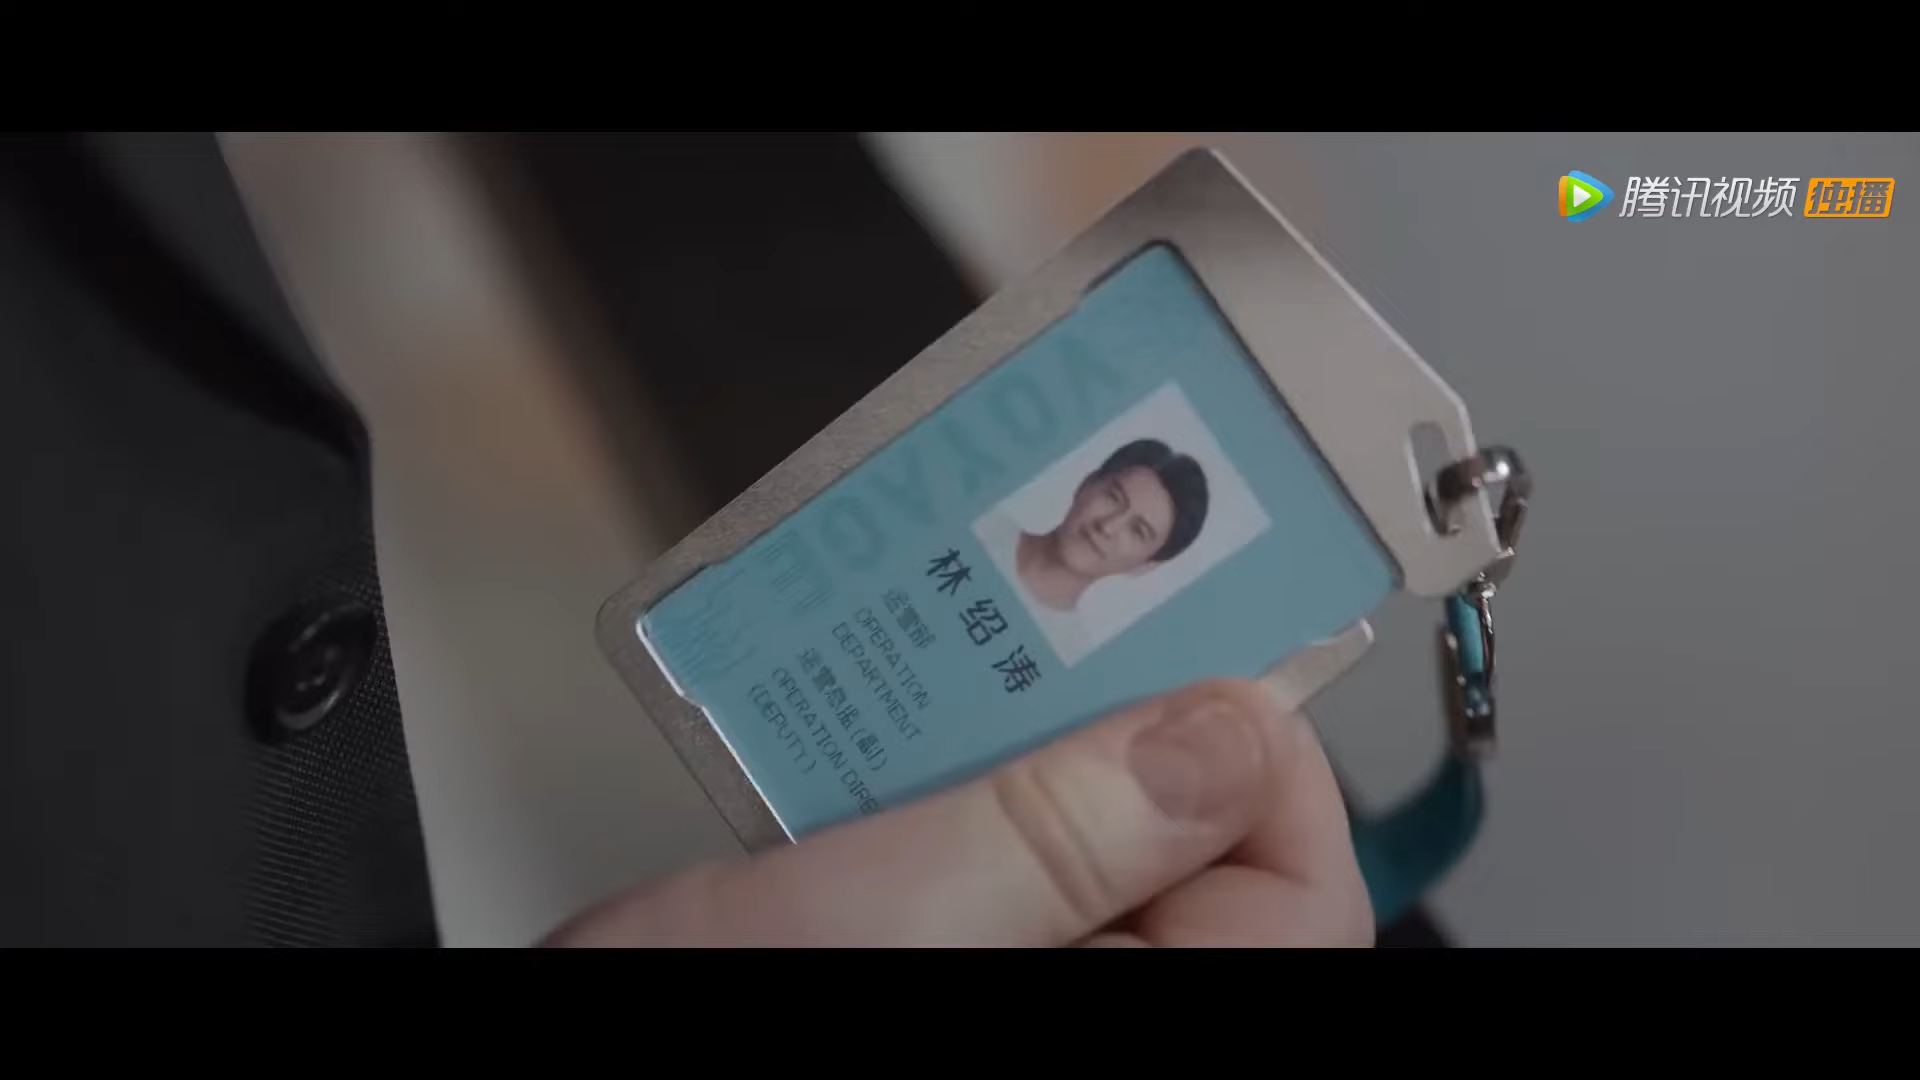 腾讯视频 独播
林绍涛
运营部
OPERATION
DEPARTMENT
运营总监(副)
OPERATION DIRE
(DEPUTY)